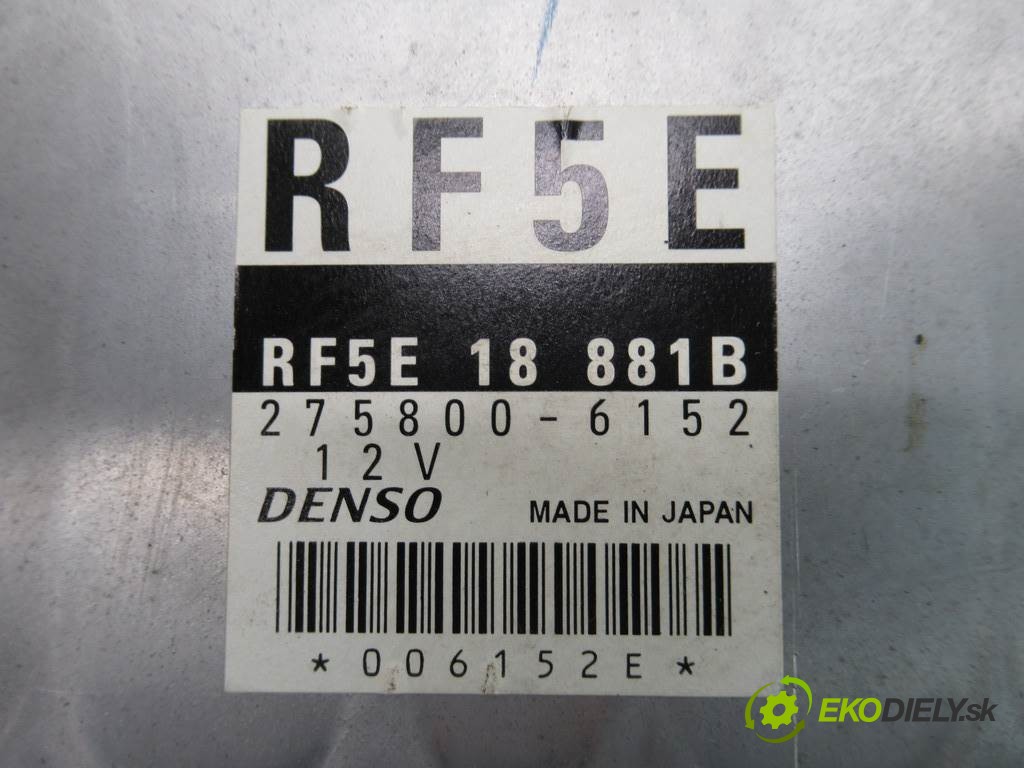 RF5E
RF5E 18 881B
275800-6152
12V
DENSO MADE IN JAPAN
*006152E*
EKODIELY.sk